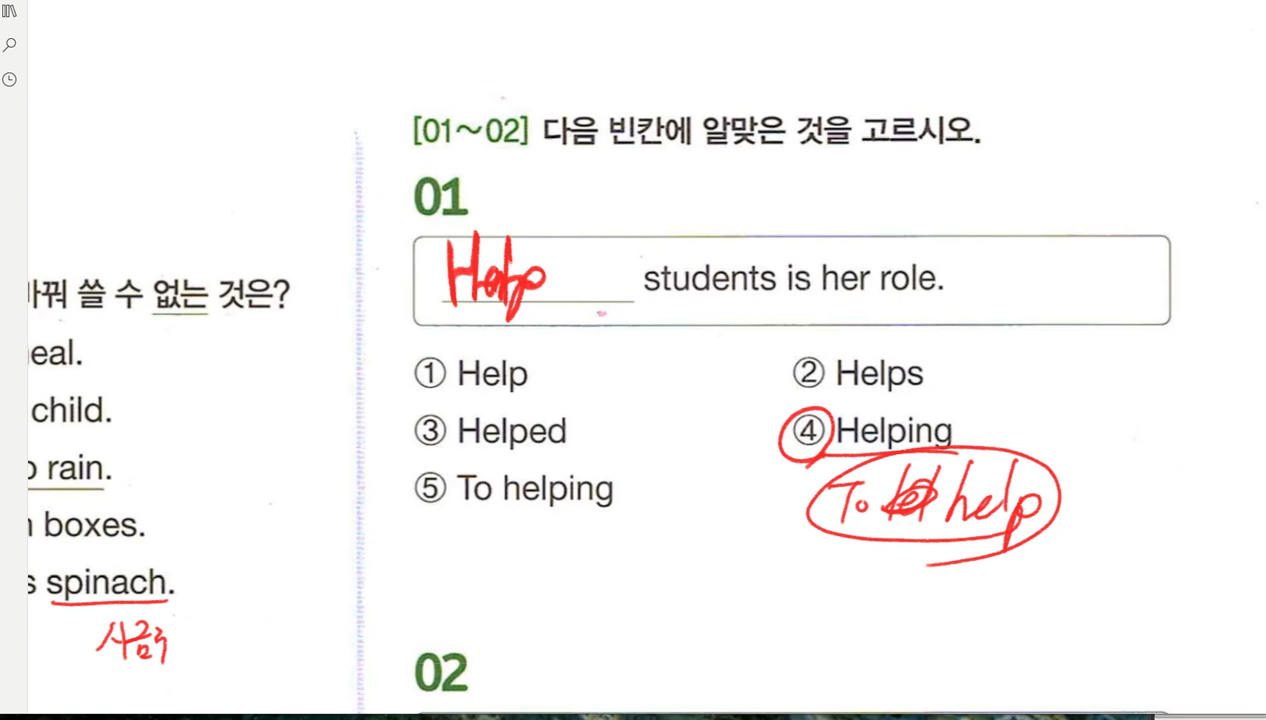 바꿔 쓸 수 없는 것은?
eal.
child.
rain.
boxes.
s spinach.
시금치
[01~02] 다음 빈칸에 알맞은 것을 고르시오.
01
Help students is her role.
① Help ② Helps
③ Helped ④ Helping
⑤ To helping
To help
02